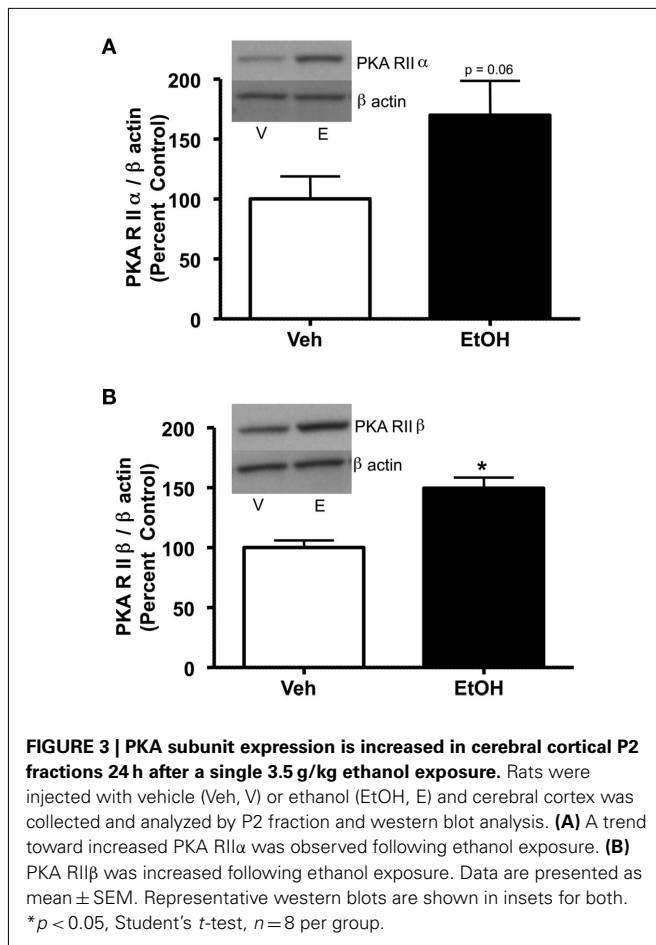 A
PKA RII α
p = 0.06
β actin
V E
200
150
100
50
0
PKA R II α / β actin
(Percent Control)
Veh EtOH
B
PKA RII β
β actin
V E
*
200
150
100
50
0
PKA R II β / β actin
(Percent Control)
Veh EtOH
FIGURE 3 | PKA subunit expression is increased in cerebral cortical P2
fractions 24 h after a single 3.5 g/kg ethanol exposure. Rats were
injected with vehicle (Veh, V) or ethanol (EtOH, E) and cerebral cortex was
collected and analyzed by P2 fraction and western blot analysis. (A) A trend
toward increased PKA RIIα was observed following ethanol exposure. (B)
PKA RIIβ was increased following ethanol exposure. Data are presented as
mean ± SEM. Representative western blots are shown in insets for both.
*p < 0.05, Student's t-test, n = 8 per group.